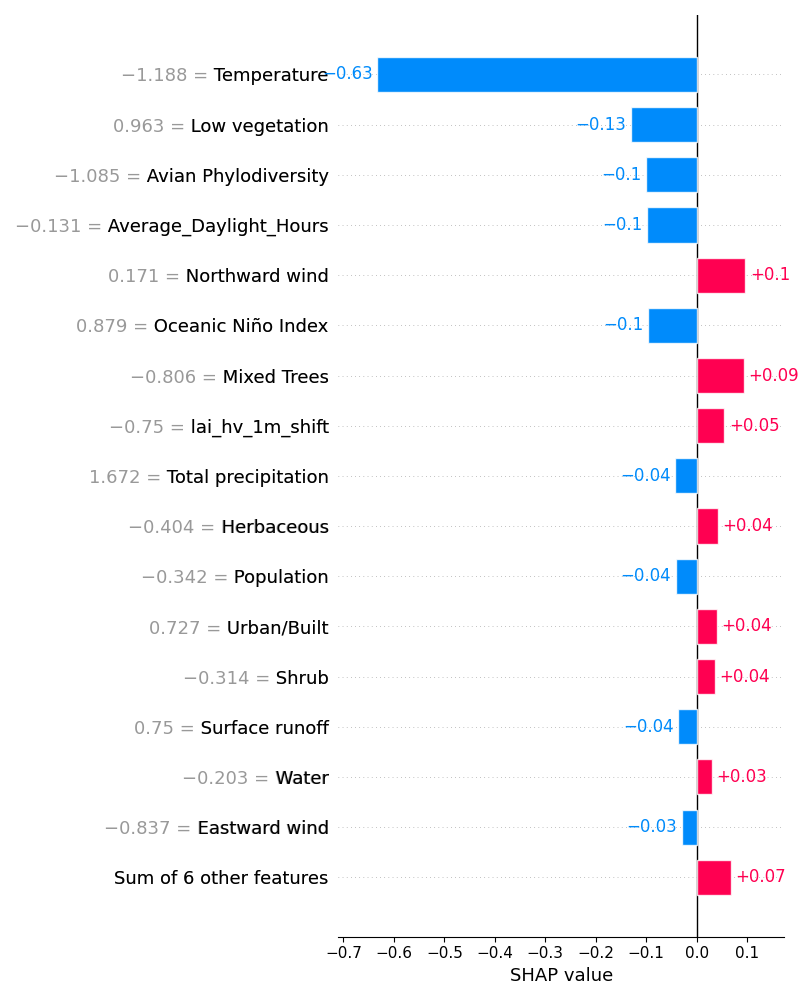 −1.188 = Temperature −0.63
0.963 = Low vegetation −0.13
−1.085 = Avian Phylodiversity −0.1
−0.131 = Average_Daylight_Hours −0.1
0.171 = Northward wind +0.1
0.879 = Oceanic Niño Index −0.1
−0.806 = Mixed Trees +0.09
−0.75 = lai_hv_1m_shift +0.05
1.672 = Total precipitation −0.04
−0.404 = Herbaceous +0.04
−0.342 = Population −0.04
0.727 = Urban/Built +0.04
−0.314 = Shrub +0.04
0.75 = Surface runoff −0.04
−0.203 = Water +0.03
−0.837 = Eastward wind −0.03
Sum of 6 other features +0.07
−0.7 −0.6 −0.5 −0.4 −0.3 −0.2 −0.1 0.0 0.1
SHAP value